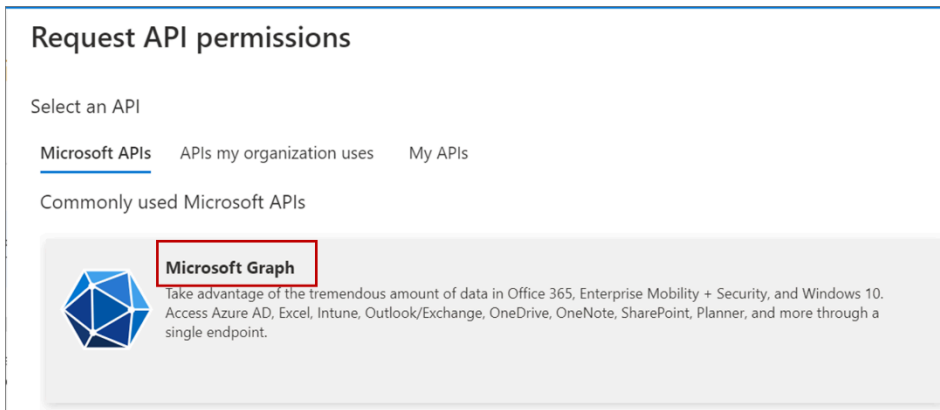 Request API permissions
Select an API
Microsoft APIs APIs my organization uses My APIs
Commonly used Microsoft APIs
Microsoft Graph
Take advantage of the tremendous amount of data in Office 365, Enterprise Mobility + Security, and Windows 10.
Access Azure AD, Excel, Intune, Outlook/Exchange, OneDrive, OneNote, SharePoint, Planner, and more through a
single endpoint.